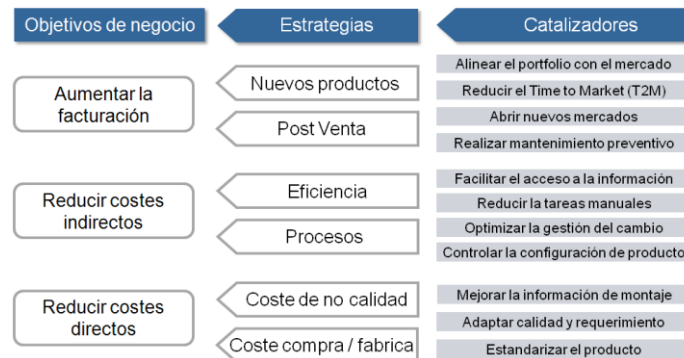 Objetivos de negocio
Estrategias
Catalizadores
Aumentar la
facturación
Nuevos productos
Post Venta
Alinear el portfolio con el mercado
Reducir el Time to Market (T2M)
Abrir nuevos mercados
Realizar mantenimiento preventivo
Reducir costes
indirectos
Eficiencia
Procesos
Facilitar el acceso a la información
Reducir la tareas manuales
Optimizar la gestión del cambio
Controlar la configuración de producto
Reducir costes
directos
Coste de no calidad
Coste compra / fabrica
Mejorar la información de montaje
Adaptar calidad y requerimiento
Estandarizar el producto